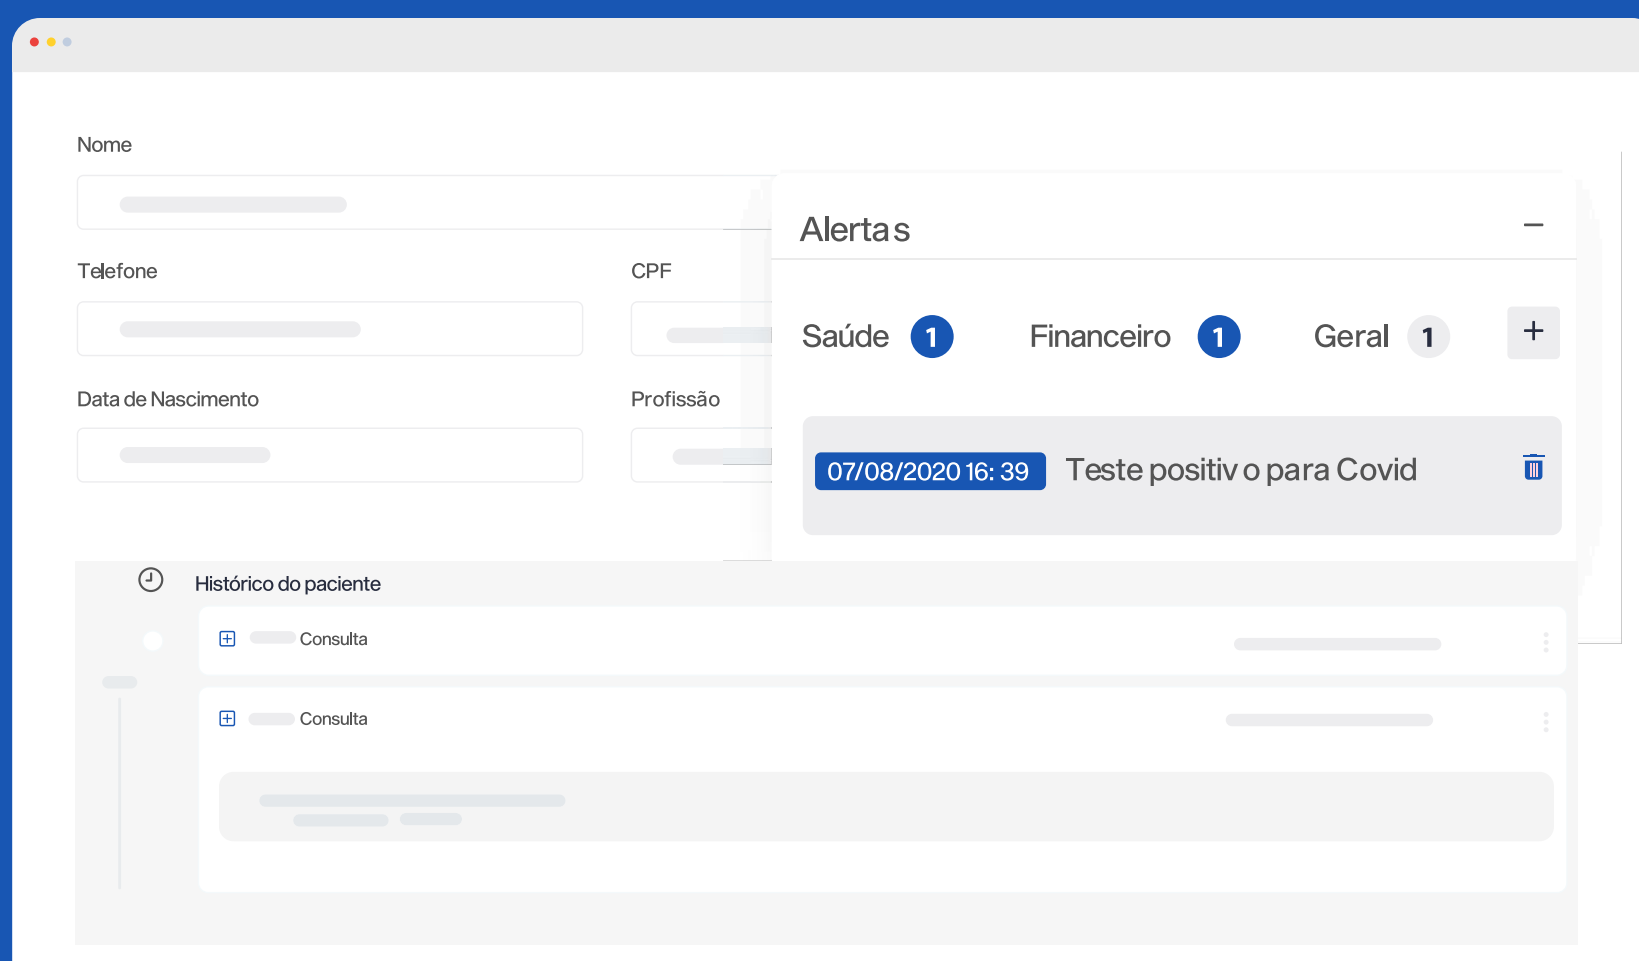 Nome
Telefone
CPF
Data de Nascimento
Profissão
Alertas
Saúde 1 Financeiro 1 Geral 1 +
07/08/2020 16: 39 Teste positivo para Covid
Histórico do paciente
Consulta
Consulta